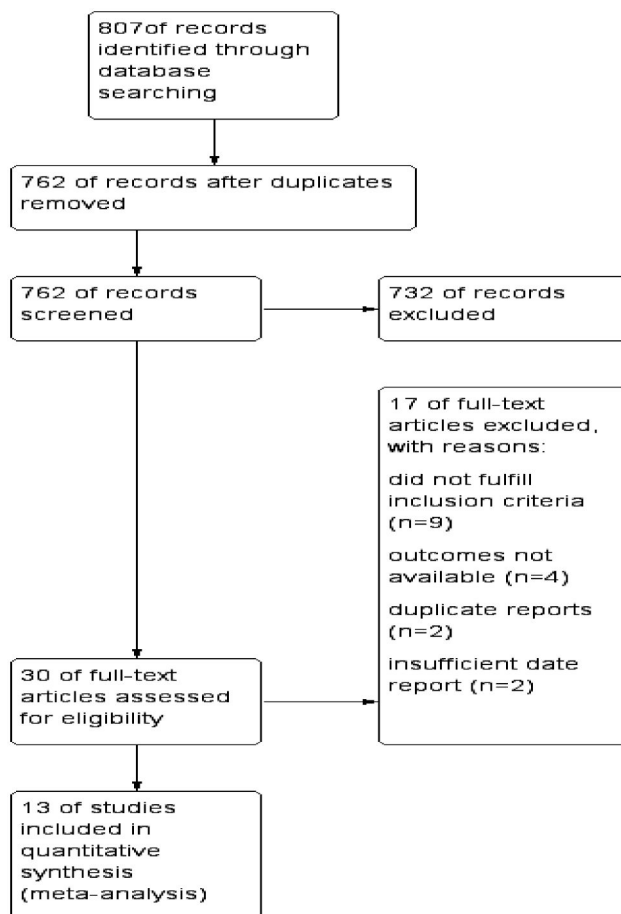 807of records
identified through
database
searching
762 of records after duplicates
removed
762 of records
screened
732 of records
excluded
17 of full-text
articles excluded,
with reasons:
did not fulfill
inclusion criteria
(n=9)
outcomes not
available (n=4)
duplicate reports
(n=2)
insufficient date
report (n=2)
30 of full-text
articles assessed
for eligibility
13 of studies
included in
quantitative
synthesis
(meta-analysis)